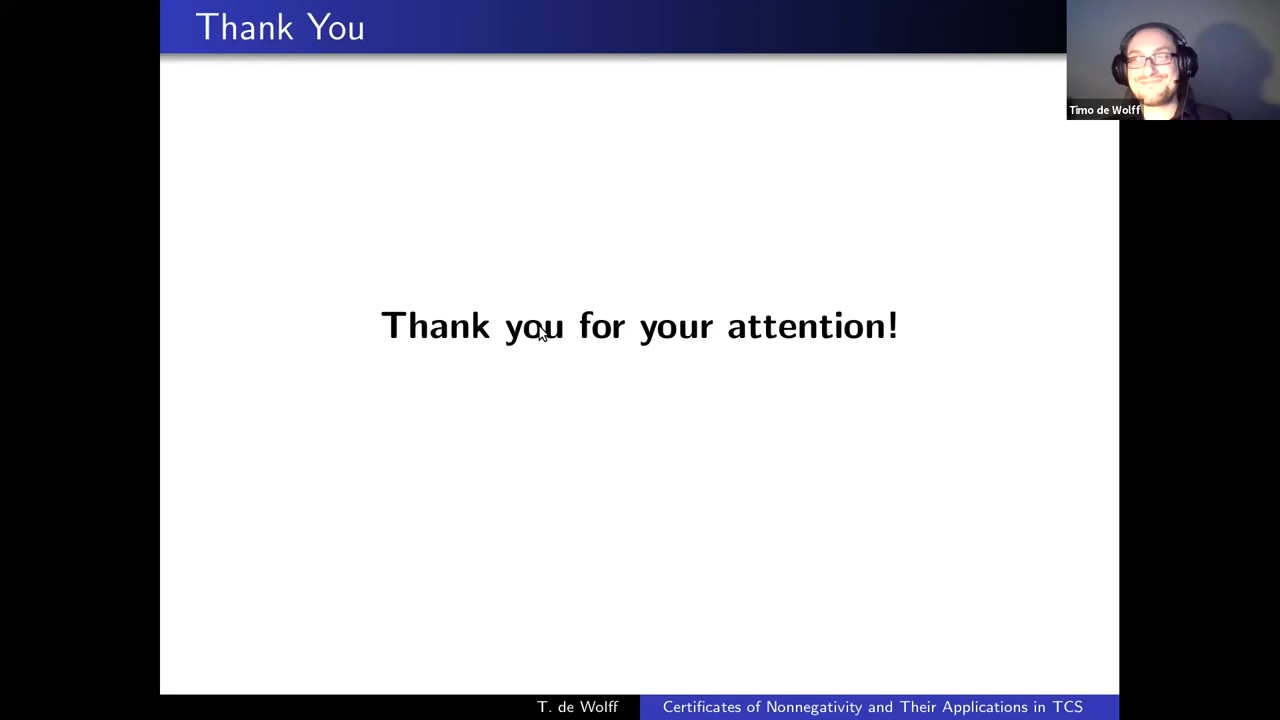 Thank You
Timo de Wolff
Thank you for your attention!
T. de Wolff
Certificates of Nonnegativity and Their Applications in TCS